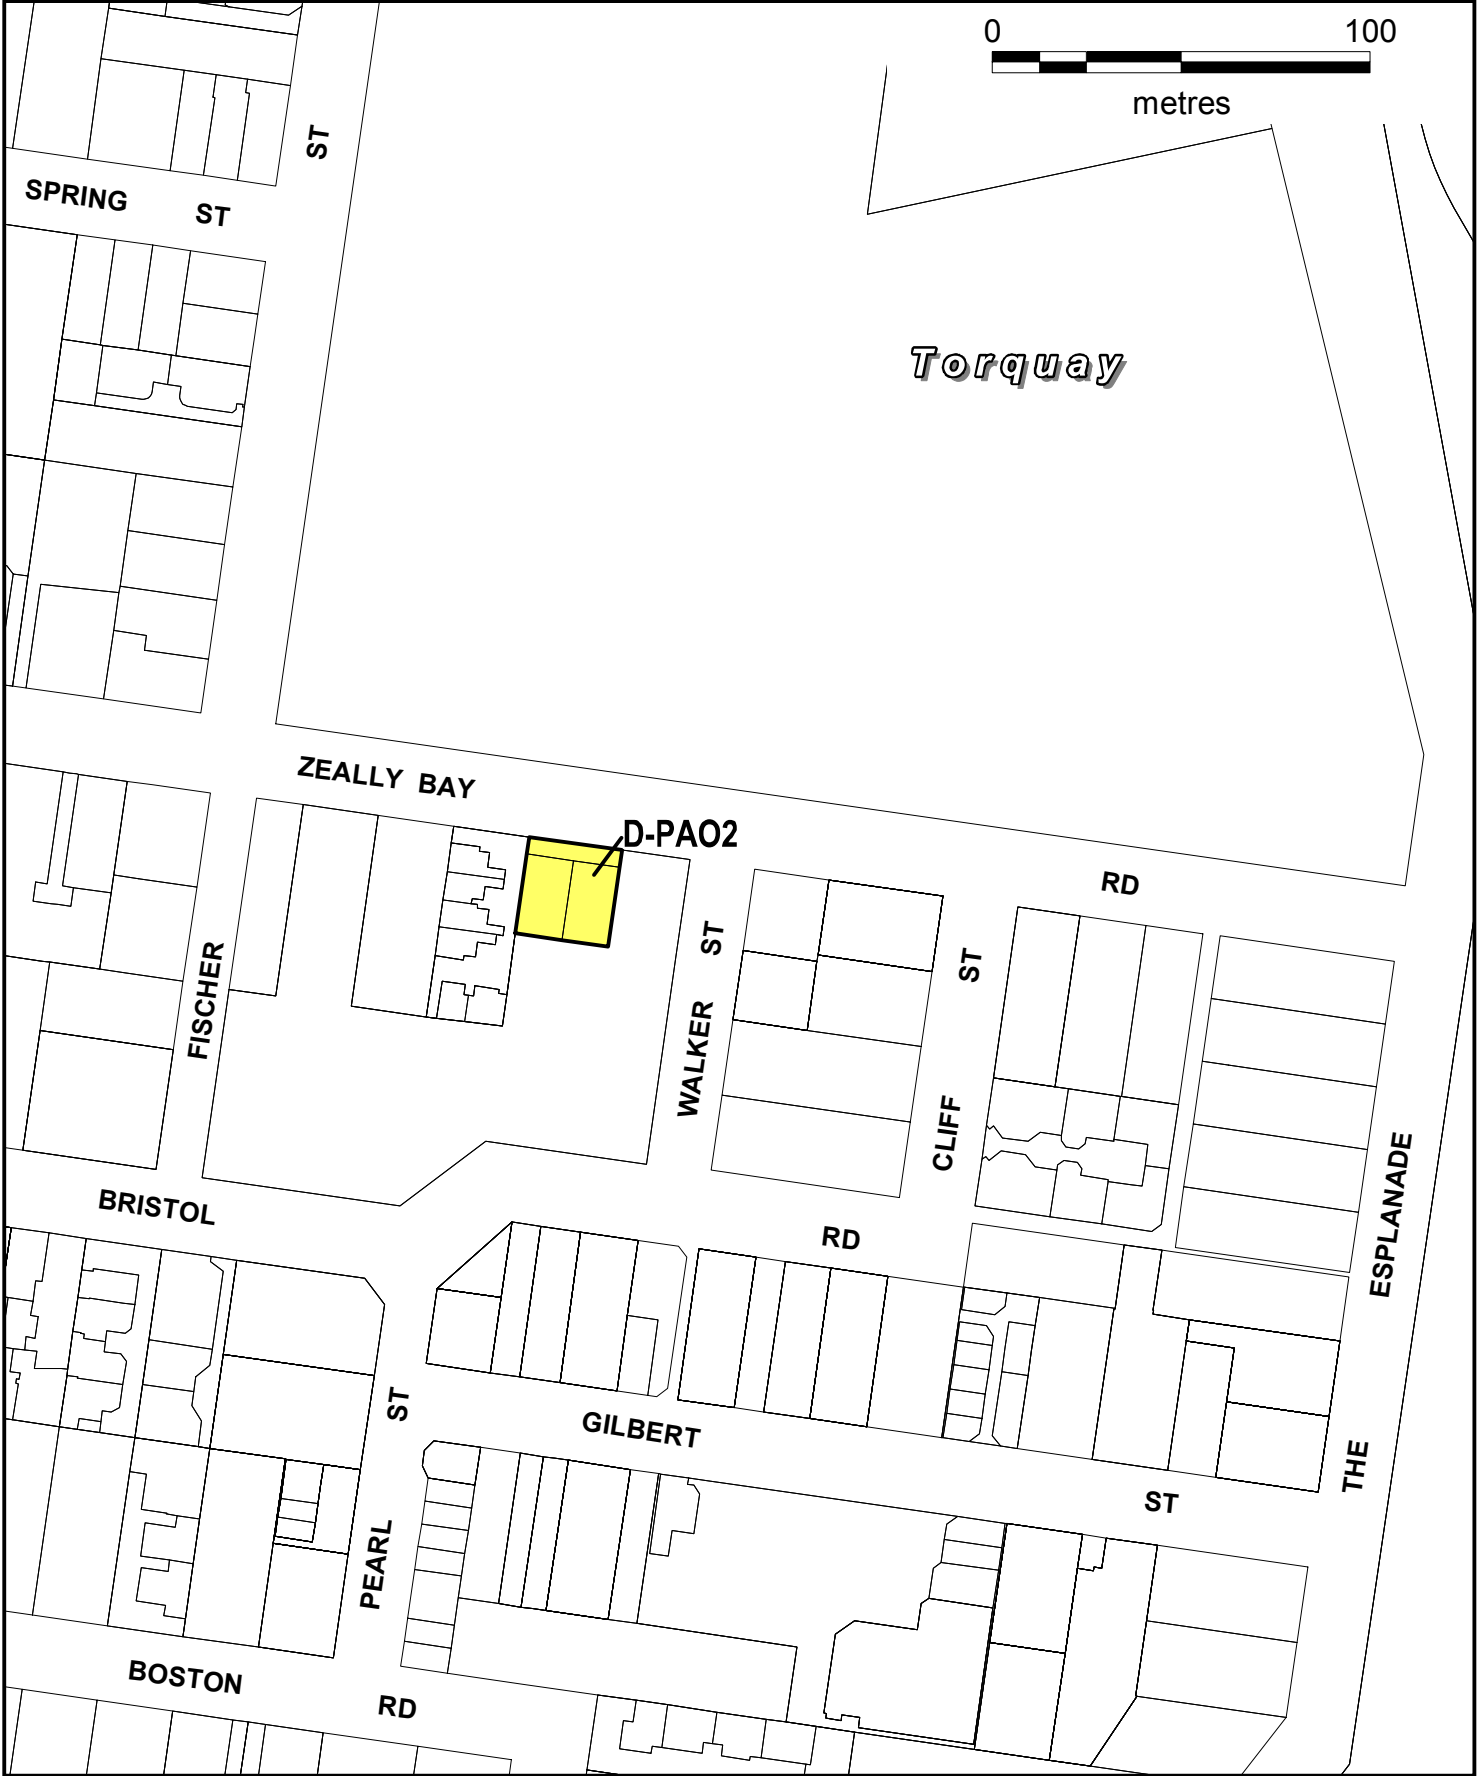 0 100
metres
ST
SPRING ST
Torquay
ZEALLY BAY
D-PAO2
RD
FISCHER
ST
WALKER
ST
CLIFF
BRISTOL
RD
ESPLANADE
ST
GILBERT
THE
ST
PEARL
BOSTON
RD